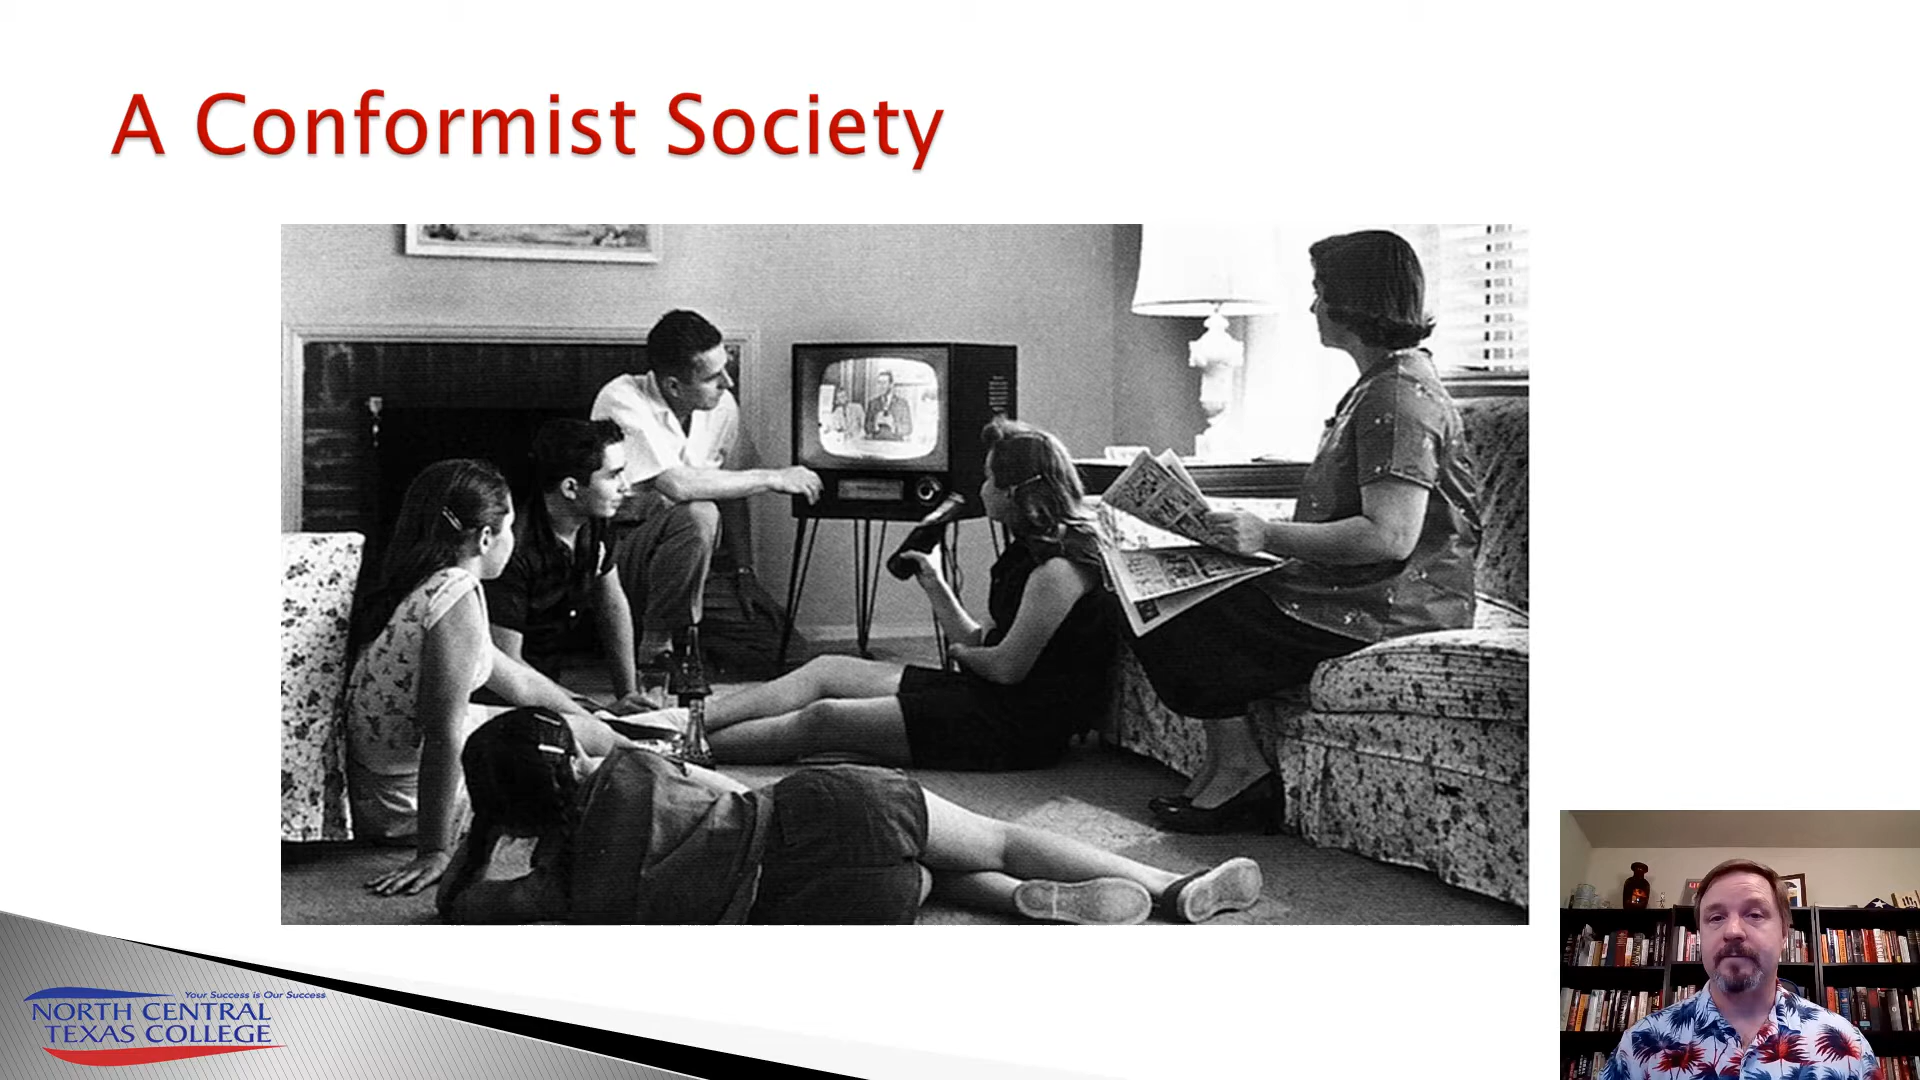 A Conformist Society
Your Success is Our Success
NORTH CENTRAL
TEXAS COLLEGE